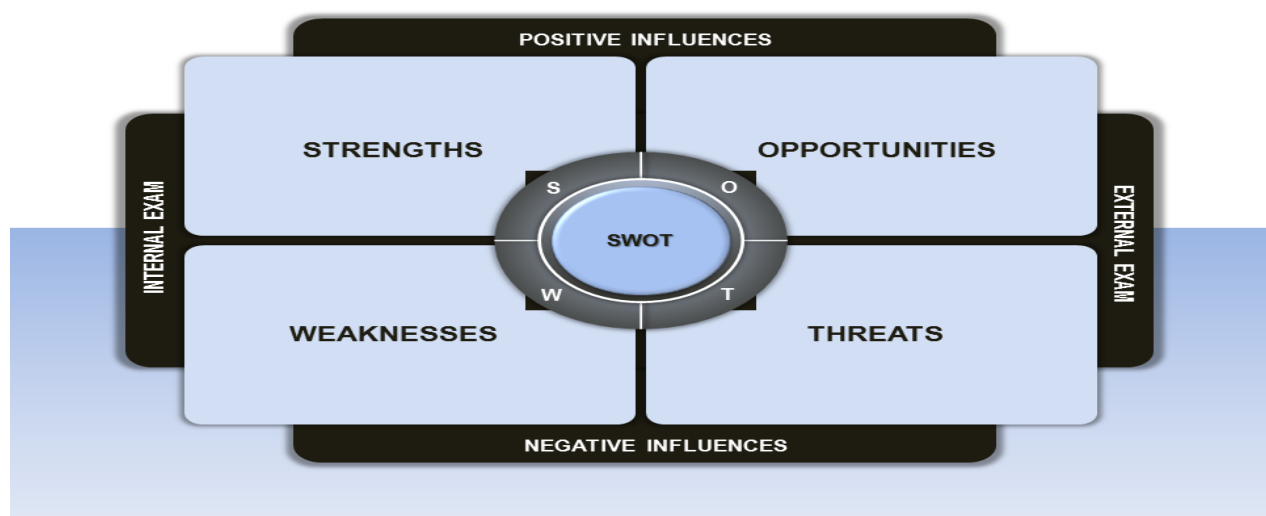 POSITIVE INFLUENCES
STRENGTHS
OPPORTUNITIES
S
O
INTERNAL EXAM
SWOT
EXTERNAL EXAM
W
T
WEAKNESSES
THREATS
NEGATIVE INFLUENCES